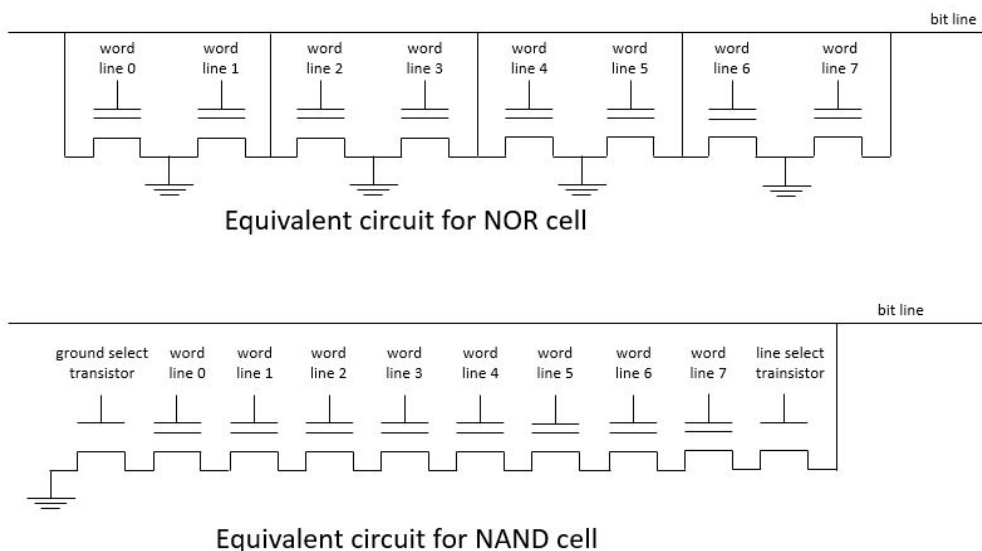 bit line
word word word word word word word word
line 0 line 1 line 2 line 3 line 4 line 5 line 6 line 7
Equivalent circuit for NOR cell
bit line
ground select word word word word word word word word line select
transistor line 0 line 1 line 2 line 3 line 4 line 5 line 6 line 7 trainsistor
Equivalent circuit for NAND cell